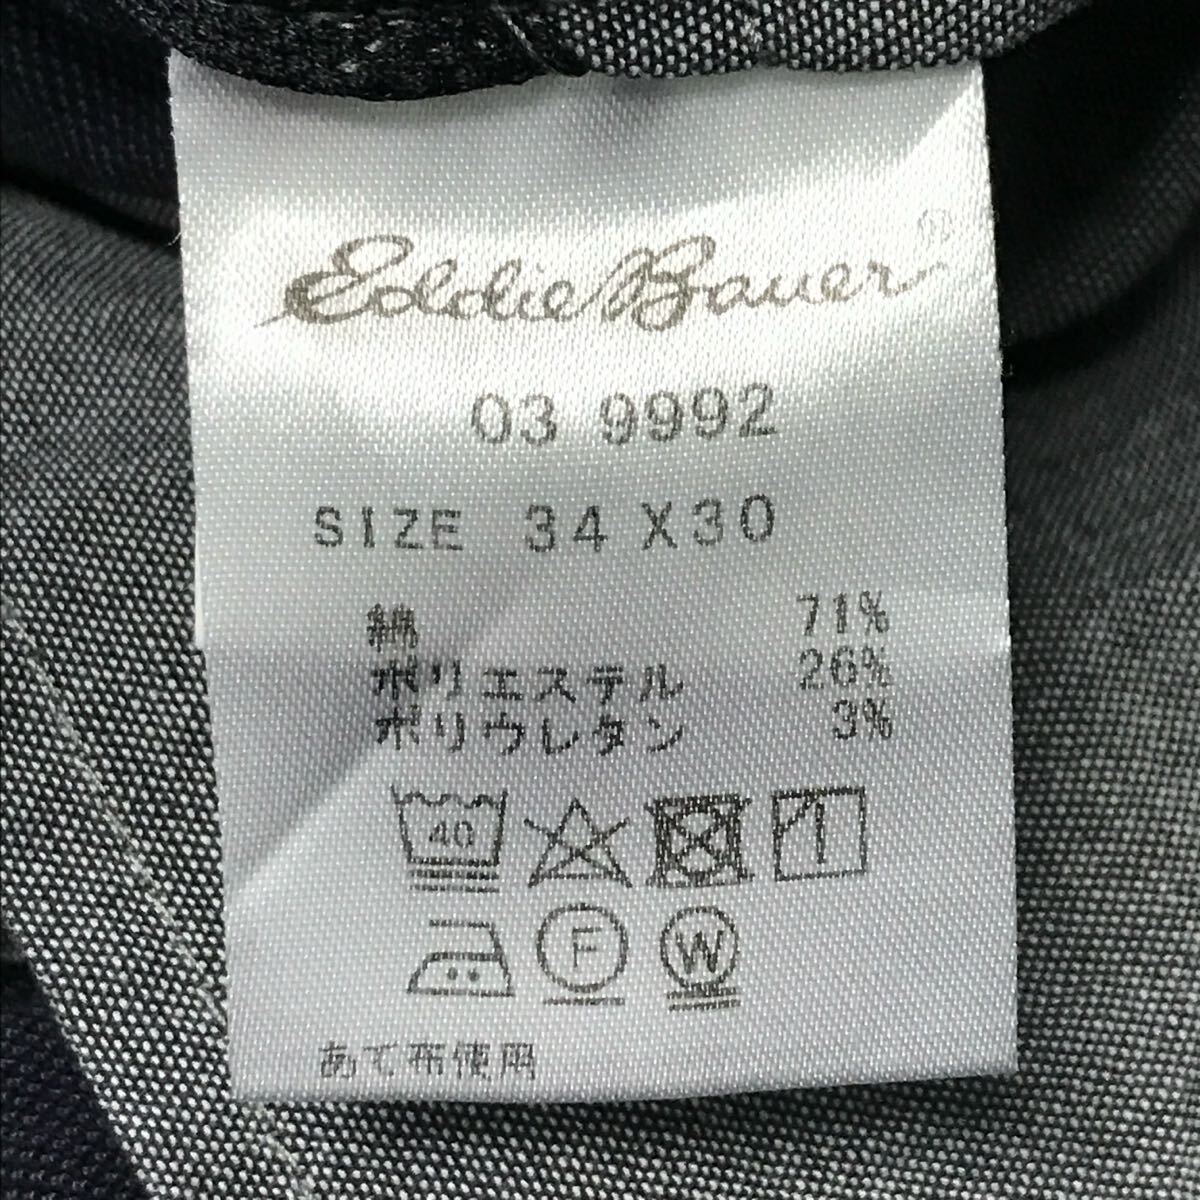 Eddie Bauer ®
03 9992
SIZE 34 X30
綿 71%
ポリエステル 26%
ポリウレタン 3%
40
F W
あて布使用